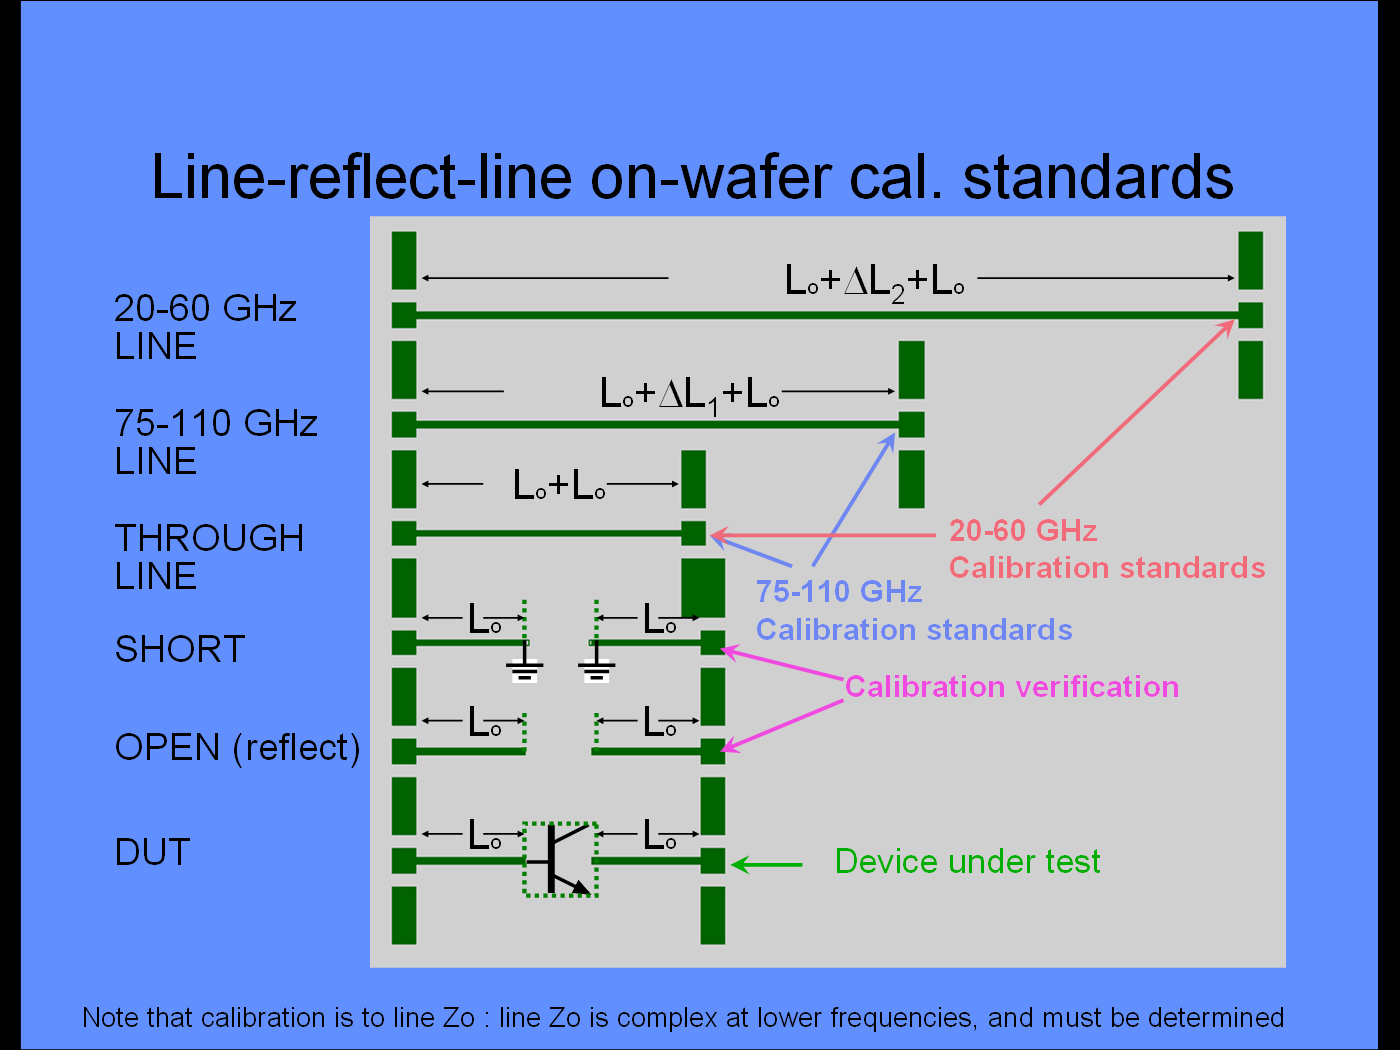 Line-reflect-line on-wafer cal. standards
20-60 GHz
LINE
Lo+ΔL2+Lo
75-110 GHz
LINE
Lo+ΔL1+Lo
THROUGH
LINE
Lo+Lo
20-60 GHz
Calibration standards
75-110 GHz
Calibration standards
SHORT
Lo Lo
Calibration verification
OPEN (reflect)
Lo Lo
DUT
Lo Lo
Device under test
Note that calibration is to line Zo : line Zo is complex at lower frequencies, and must be determined